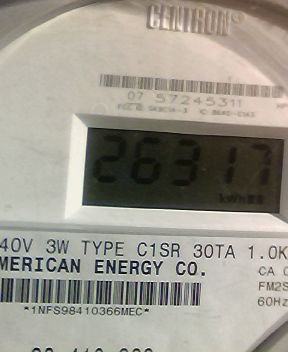 CENTRON®
07 57245311
26317
kWh
40V 3W TYPE C1SR 30TA 1.0K
MERICAN ENERGY CO.
CA 0
FM2S
*1NFS98410366MEC*
60Hz